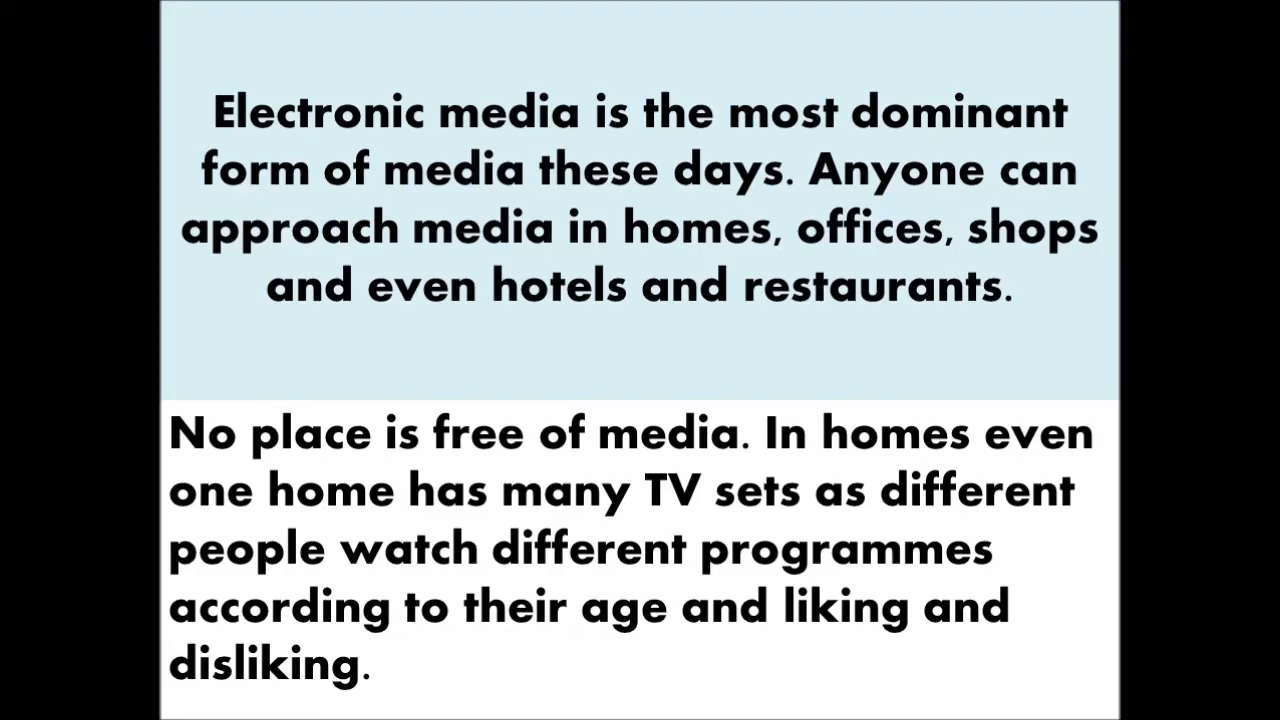 Electronic media is the most dominant
form of media these days. Anyone can
approach media in homes, offices, shops
and even hotels and restaurants.
No place is free of media. In homes even
one home has many TV sets as different
people watch different programmes
according to their age and liking and
disliking.